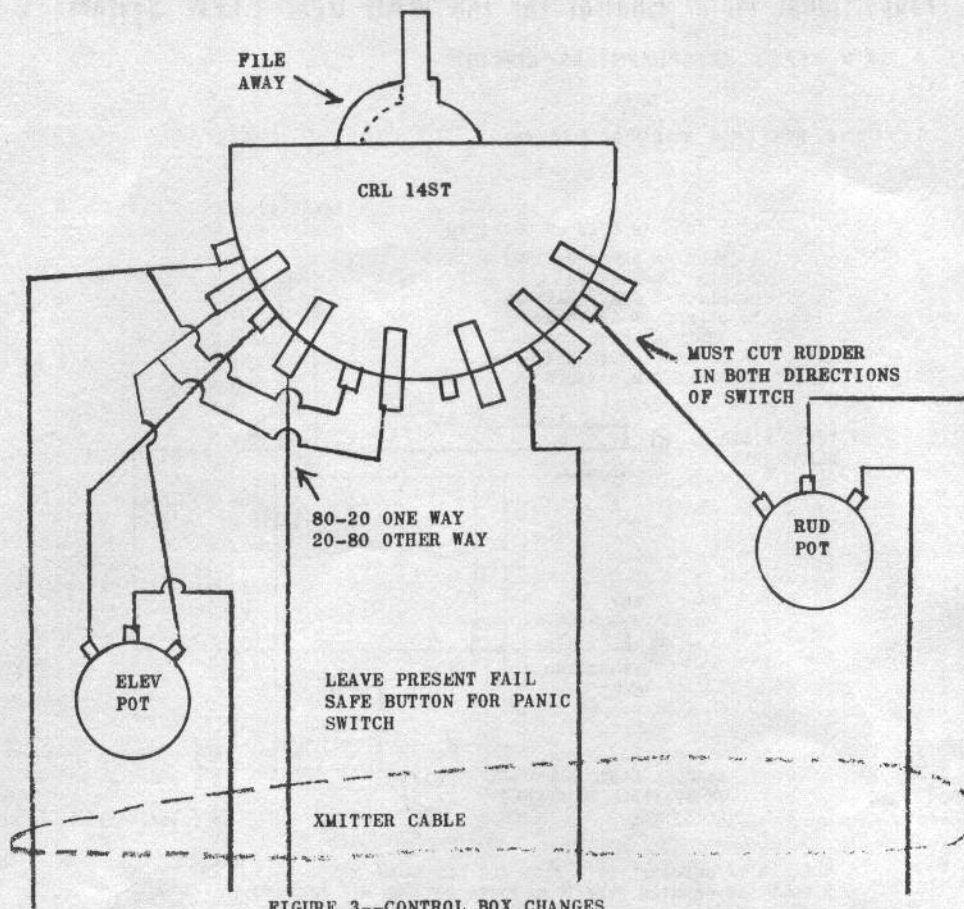 FILE
AWAY
CRL 14ST
MUST CUT RUDDER
IN BOTH DIRECTIONS
OF SWITCH
80-20 ONE WAY
20-80 OTHER WAY
RUD
POT
ELEV
POT
LEAVE PRESENT FAIL
SAFE BUTTON FOR PANIC
SWITCH
XMITTER CABLE
FIGURE 3--CONTROL BOX CHANGES